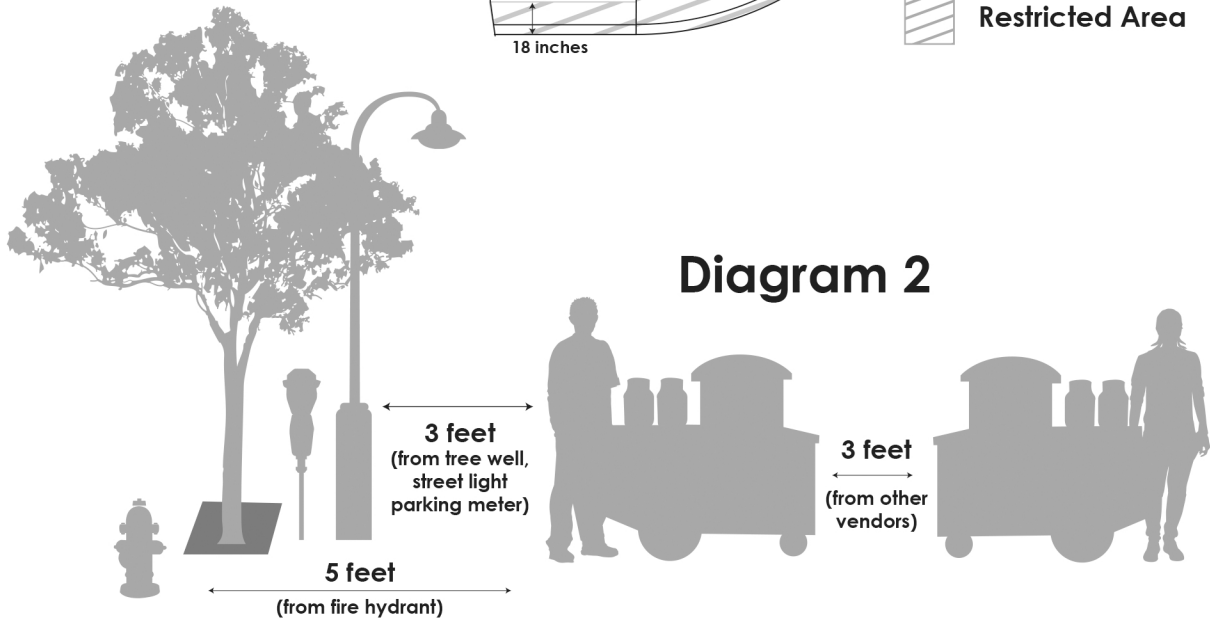 18 inches
Restricted Area
Diagram 2
3 feet
(from tree well,
street light
parking meter)
3 feet
(from other
vendors)
5 feet
(from fire hydrant)